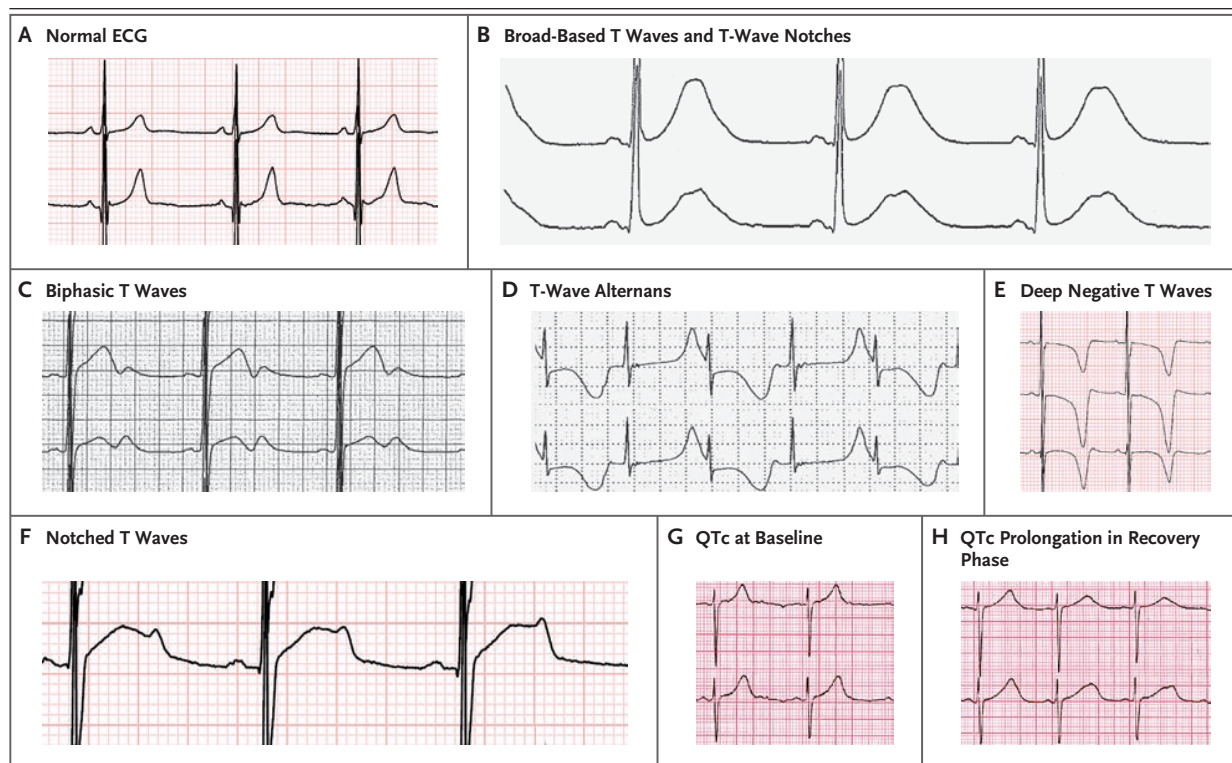 A Normal ECG
B Broad-Based T Waves and T-Wave Notches
C Biphasic T Waves
D T-Wave Alternans
E Deep Negative T Waves
F Notched T Waves
G QTc at Baseline
H QTc Prolongation in Recovery
Phase